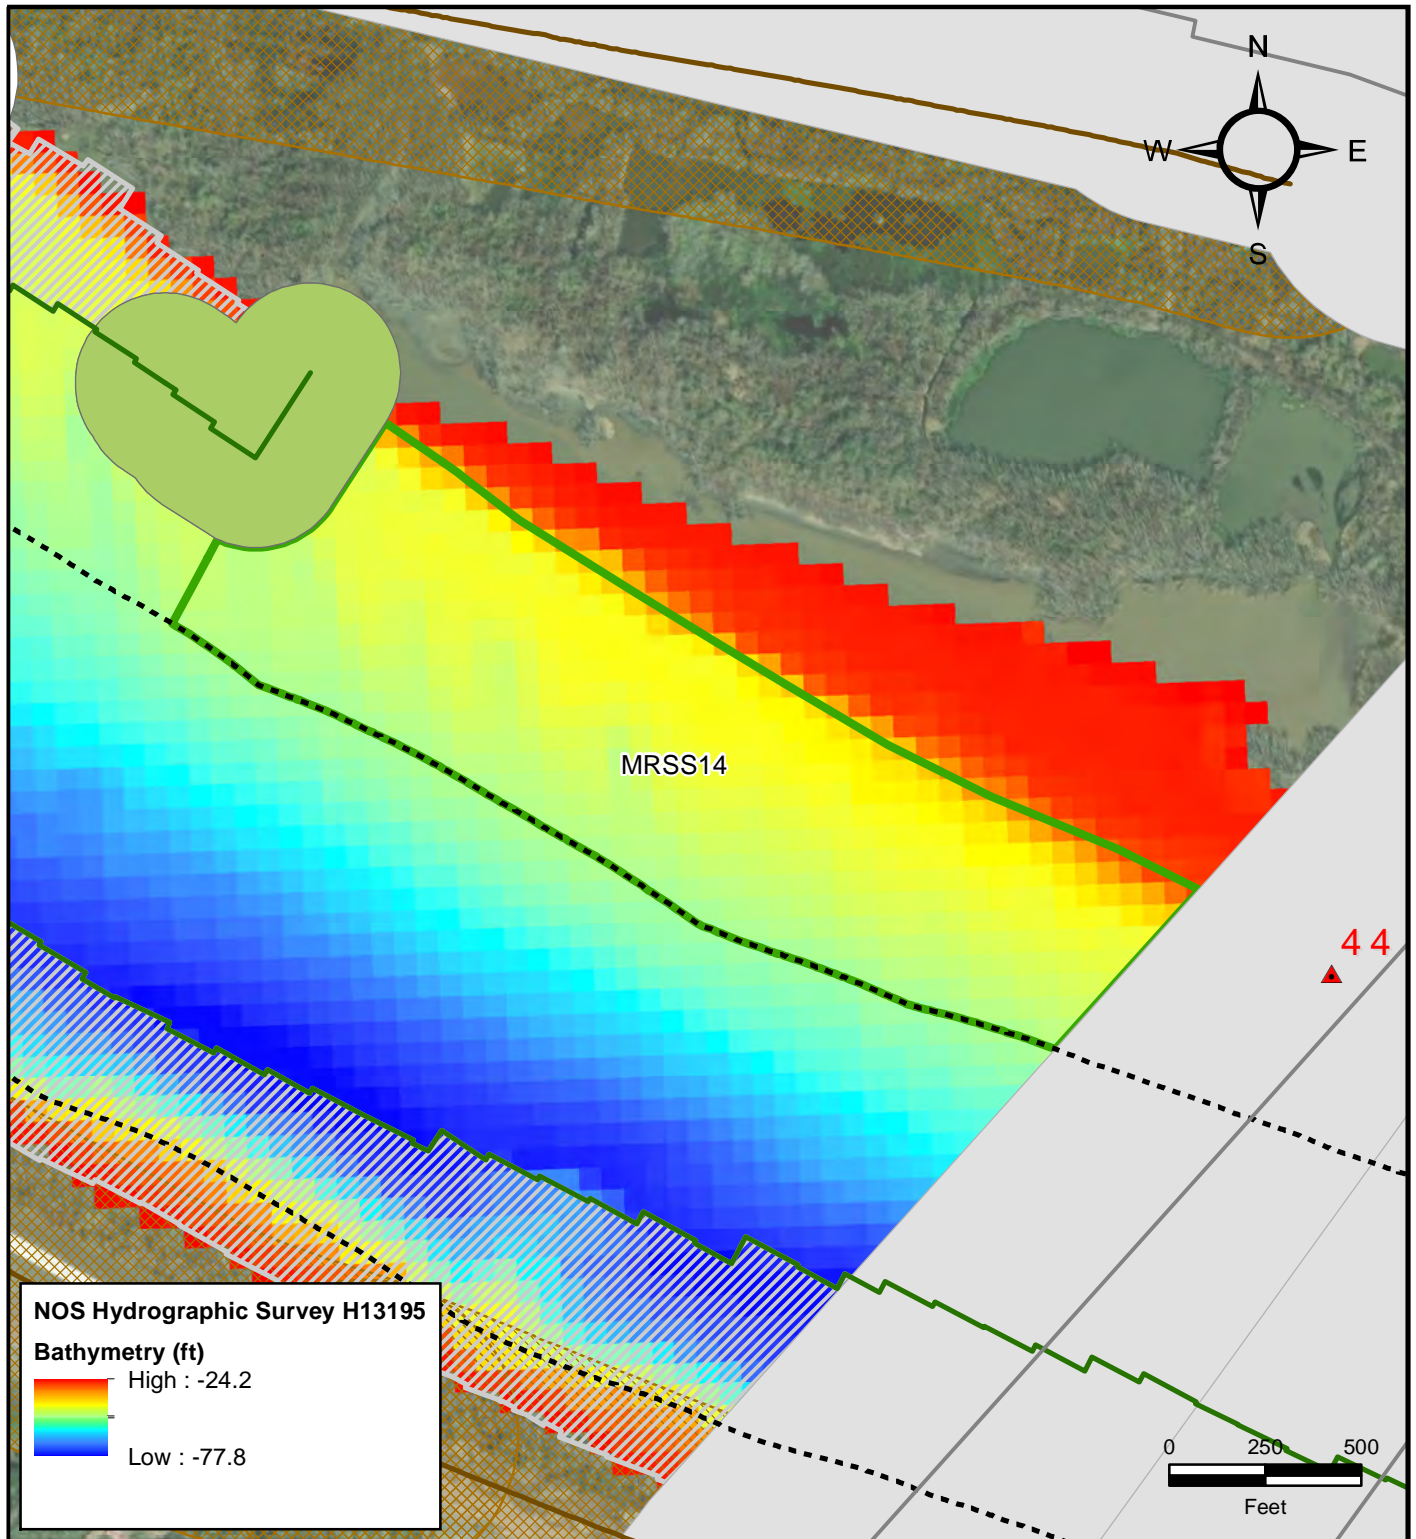 N
W E
S
MRSS14
4 4
NOS Hydrographic Survey H13195
Bathymetry (ft)
High : -24.2
Low : -77.8
0 250 500
Feet